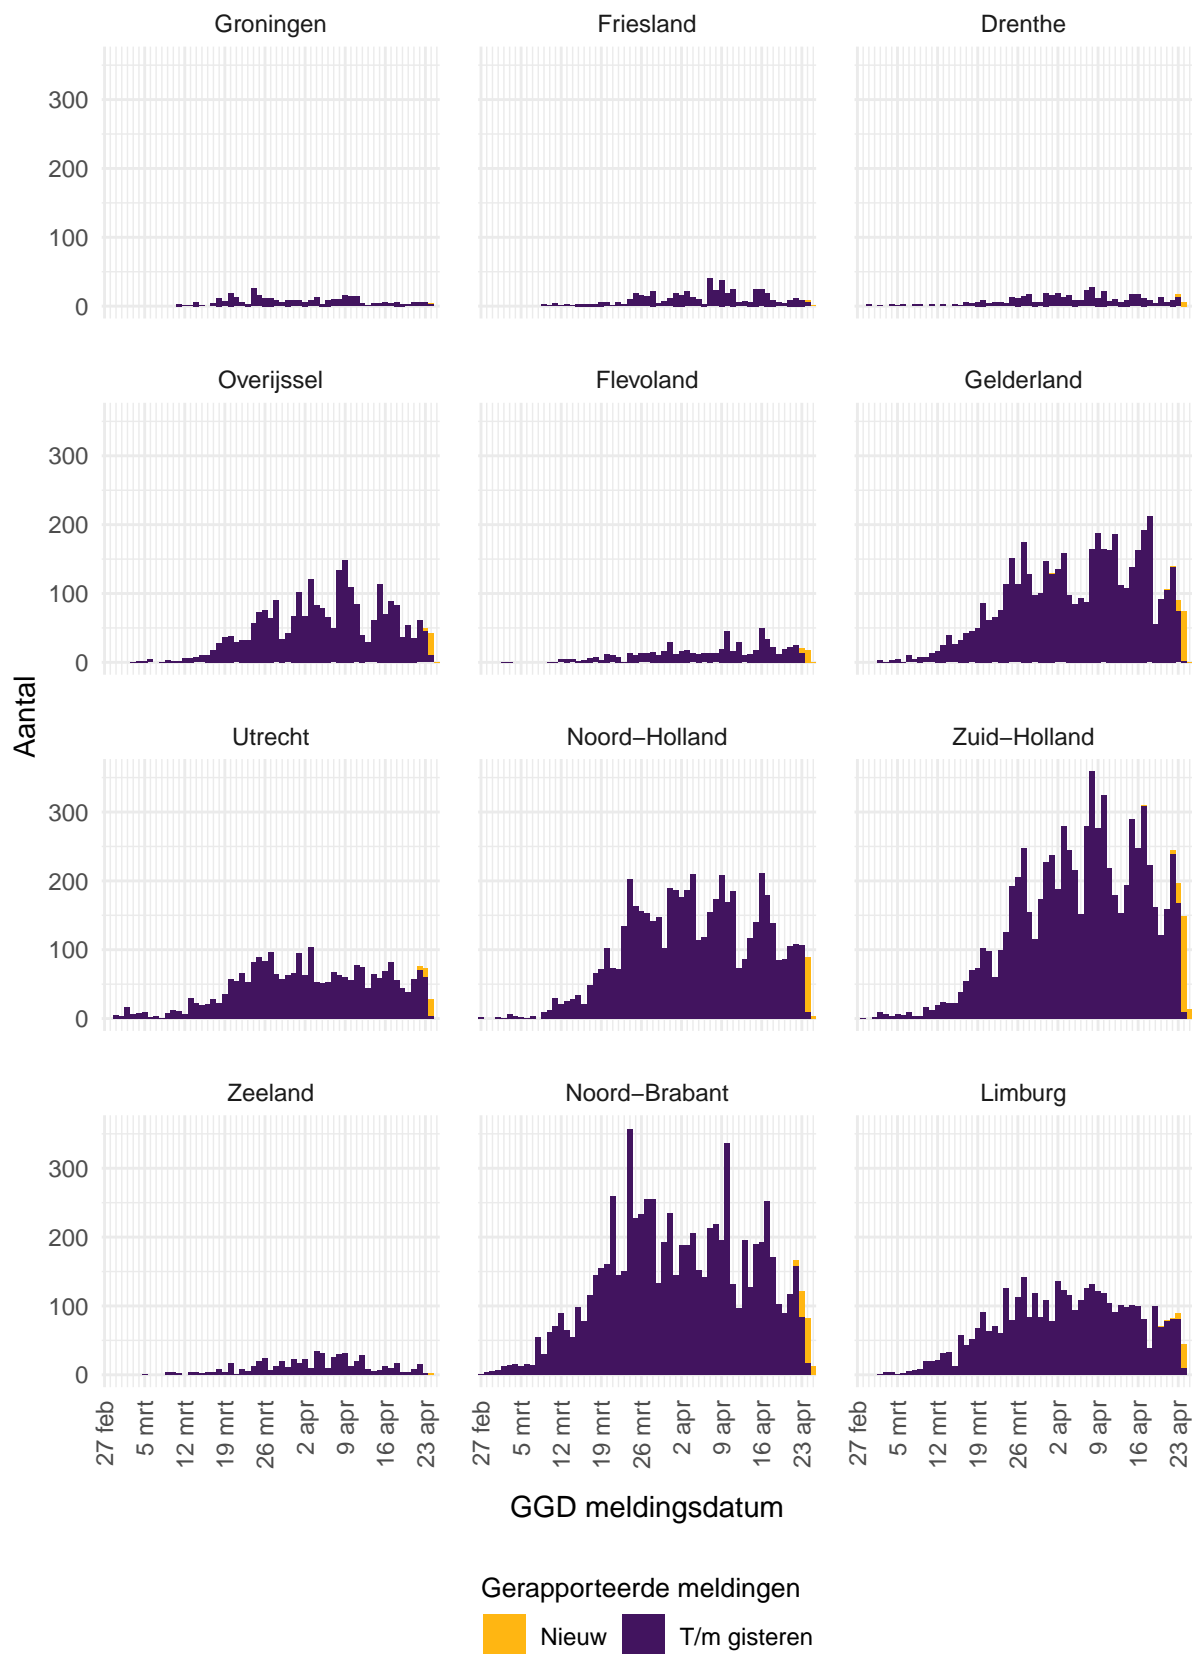 Groningen
Friesland
Drenthe
300
200
100
0
Overijssel
Flevoland
Gelderland
300
200
100
0
Aantal
Utrecht
Noord−Holland
Zuid−Holland
300
200
100
0
Zeeland
Noord−Brabant
Limburg
300
200
100
0
27 feb
5 mrt
12 mrt
19 mrt
26 mrt
2 apr
9 apr
16 apr
23 apr
27 feb
5 mrt
12 mrt
19 mrt
26 mrt
2 apr
9 apr
16 apr
23 apr
27 feb
5 mrt
12 mrt
19 mrt
26 mrt
2 apr
9 apr
16 apr
23 apr
GGD meldingsdatum
Gerapporteerde meldingen
Nieuw
T/m gisteren